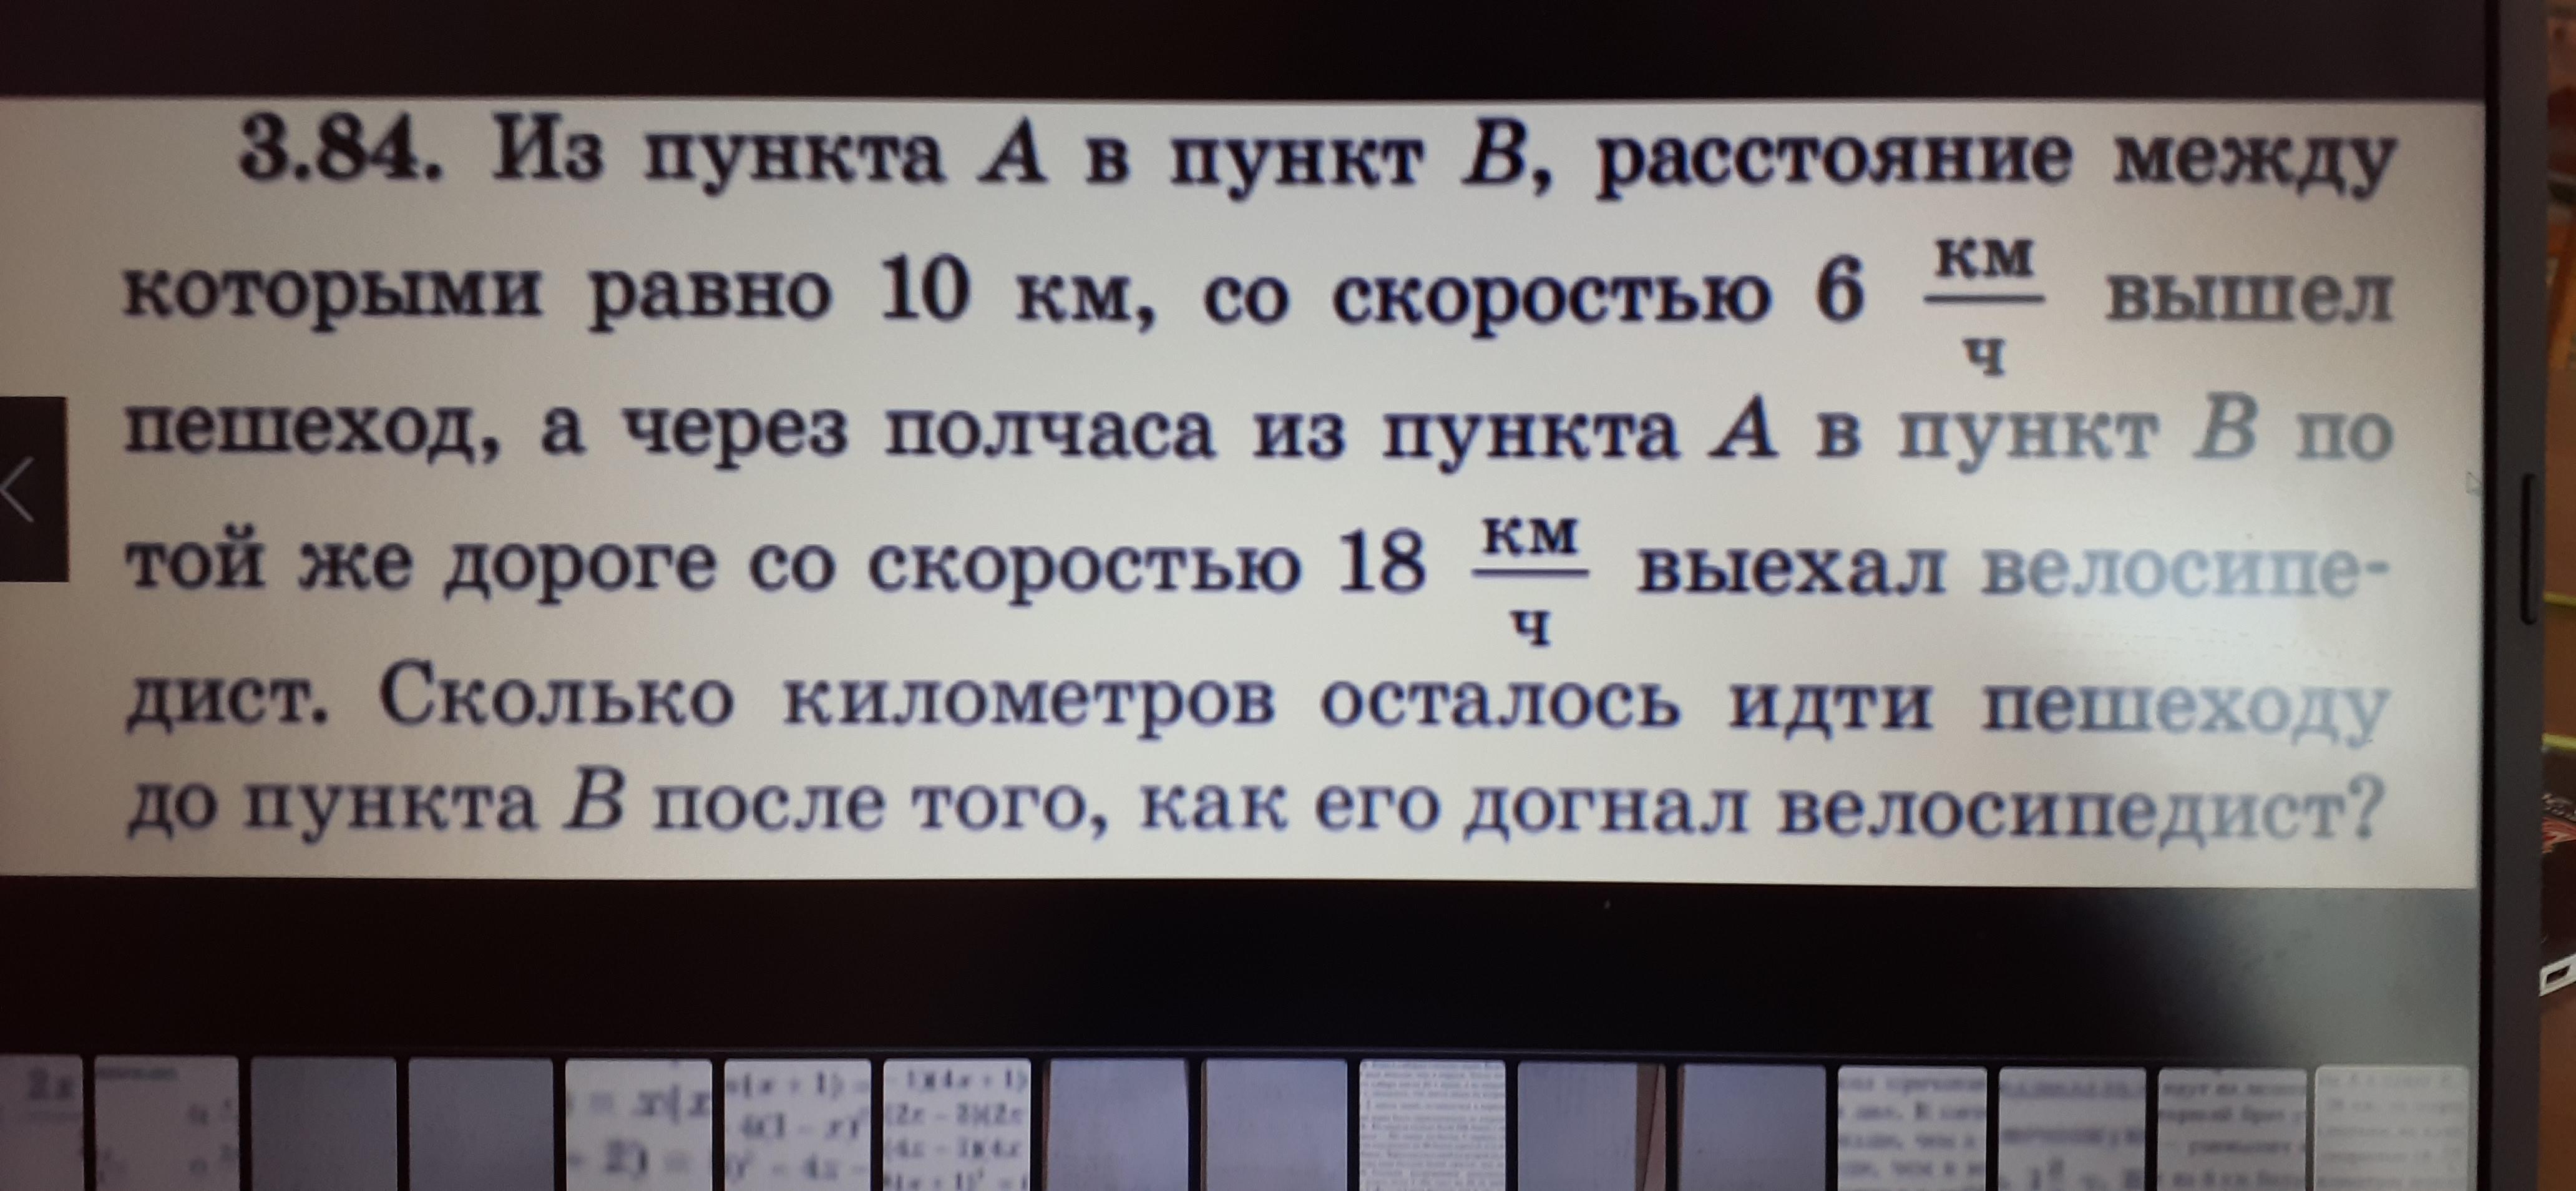 3.84. Из пункта A в пункт B, расстояние между
которыми равно 10 км, со скоростью 6 км/ч вышел
пешеход, а через полчаса из пункта A в пункт B по
той же дороге со скоростью 18 км/ч выехал велосипе-
дист. Сколько километров осталось идти пешеходу
до пункта B после того, как его догнал велосипедист?